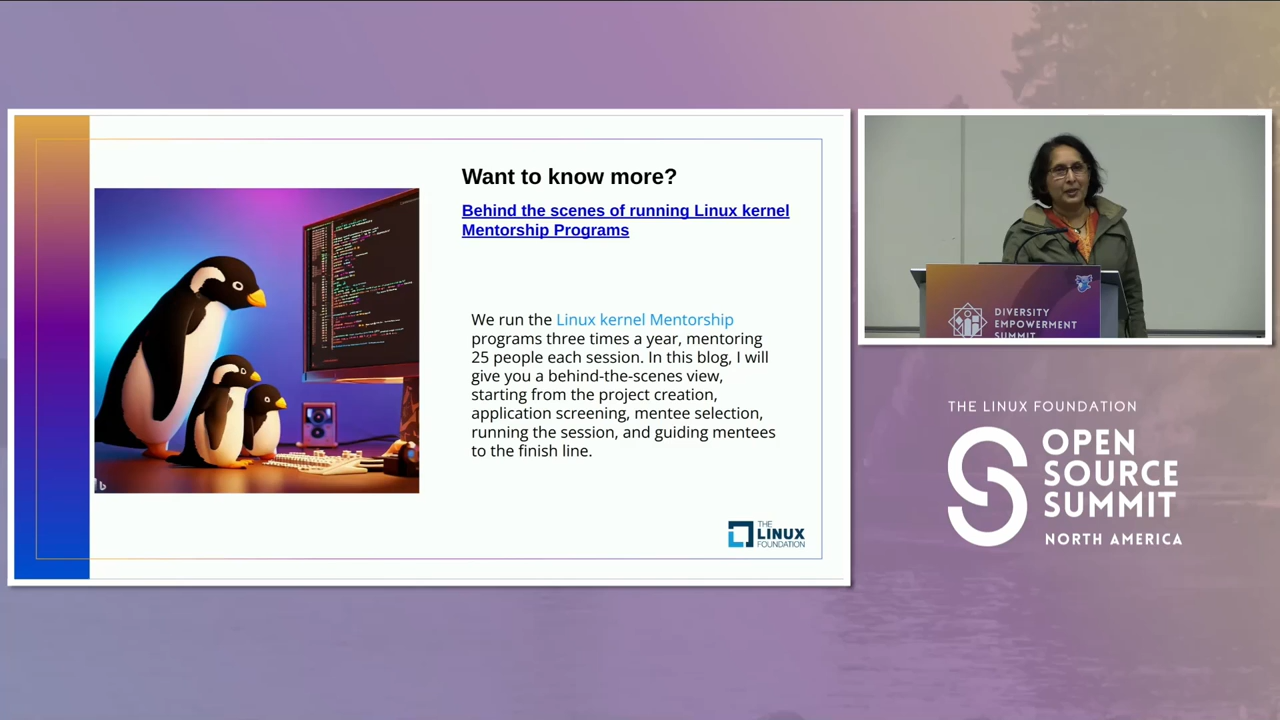 Want to know more?
Behind the scenes of running Linux kernel
Mentorship Programs
We run the Linux kernel Mentorship
programs three times a year, mentoring
25 people each session. In this blog, I will
give you a behind-the-scenes view,
starting from the project creation,
application screening, mentee selection,
running the session, and guiding mentees
to the finish line.
THE
LINUX
FOUNDATION
DIVERSITY
EMPOWERMENT
SUMMIT
THE LINUX FOUNDATION
OPEN
SOURCE
SUMMIT
NORTH AMERICA